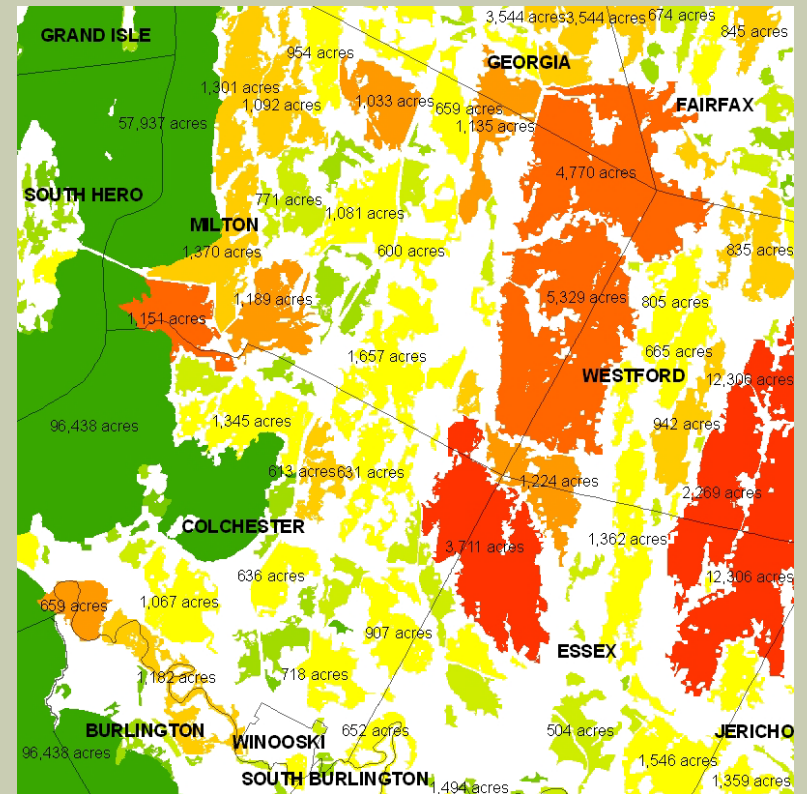 3,544 acres 3,544 acres 674 acres
GRAND ISLE
845 acres
954 acres
GEORGIA
1,301 acres
1,092 acres
1,033 acres
659 acres
FAIRFAX
57,937 acres
1,135 acres
4,770 acres
SOUTH HERO
771 acres
1,081 acres
MILTON
1,370 acres
600 acres
835 acres
1,189 acres
5,329 acres
805 acres
1,151 acres
1,657 acres
665 acres
WESTFORD
12,306 acres
96,438 acres
1,345 acres
942 acres
613 acres 631 acres
1,224 acres
2,269 acres
COLCHESTER
3,711 acres
1,362 acres
636 acres
12,306 acres
659 acres
1,067 acres
907 acres
ESSEX
1,182 acres
718 acres
BURLINGTON
652 acres
504 acres
JERICHO
WINOOSKI
96,438 acres
1,546 acres
SOUTH BURLINGTON
1,494 acres
1,359 acres